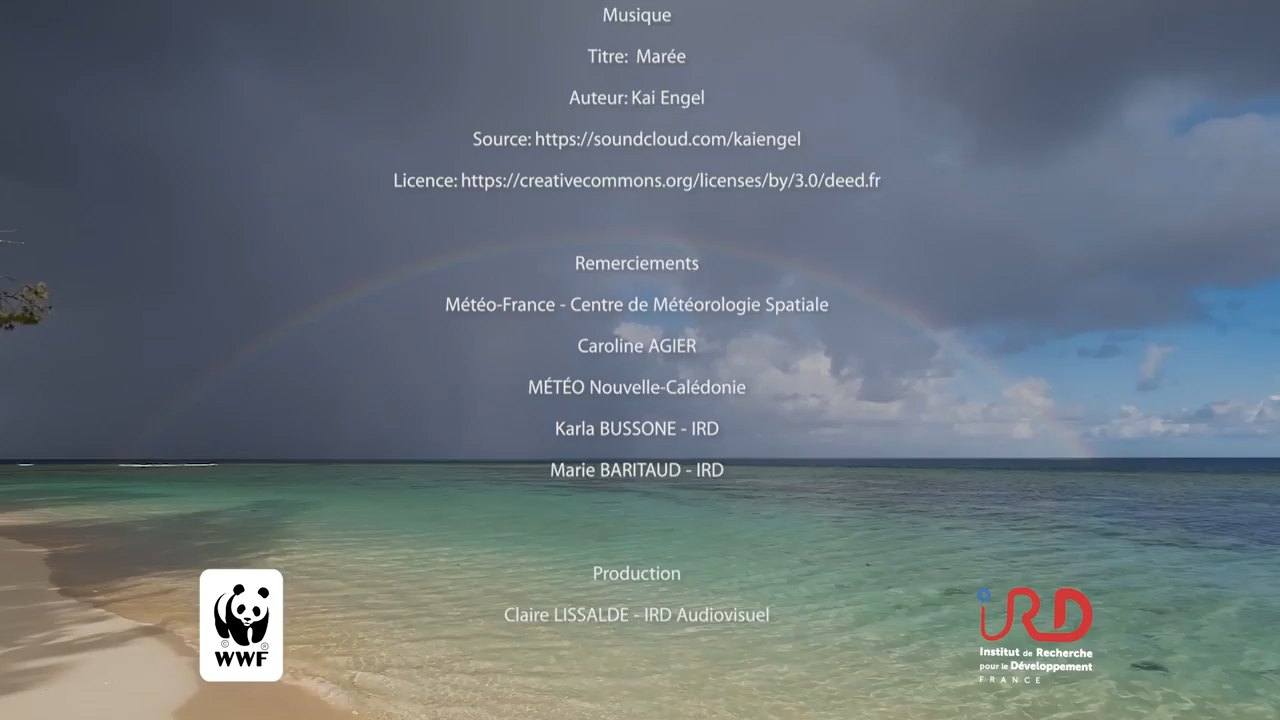 Musique
Titre: Marée
Auteur: Kai Engel
Source: https://soundcloud.com/kaiengel
Licence: https://creativecommons.org/licenses/by/3.0/deed.fr
Remerciements
Météo-France - Centre de Météorologie Spatiale
Caroline AGIER
MÉTÉO Nouvelle-Calédonie
Karla BUSSONE - IRD
Marie BARITAUD - IRD
Production
Claire LISSALDE - IRD Audiovisuel
© ®
WWF
iRD
Institut de Recherche
pour le Développement
FRANCE